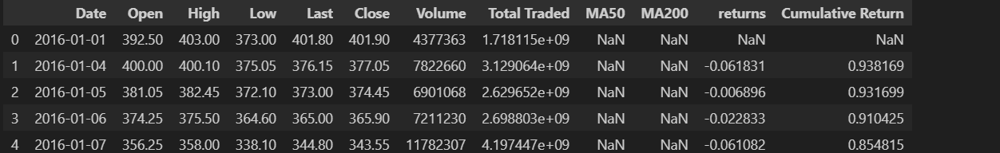 Date Open High Low Last Close Volume Total Traded MA50 MA200 returns Cumulative Return
0 2016-01-01 392.50 403.00 373.00 401.80 401.90 4377363 1.718115e+09 NaN NaN NaN NaN
1 2016-01-04 400.00 400.10 375.05 376.15 377.05 7822660 3.129064e+09 NaN NaN -0.061831 0.938169
2 2016-01-05 381.05 382.45 372.10 373.00 374.45 6901068 2.629652e+09 NaN NaN -0.006896 0.931699
3 2016-01-06 374.25 375.50 364.60 365.00 365.90 7211230 2.698803e+09 NaN NaN -0.022833 0.910425
4 2016-01-07 356.25 358.00 338.10 344.80 343.55 11782307 4.197447e+09 NaN NaN -0.061082 0.854815